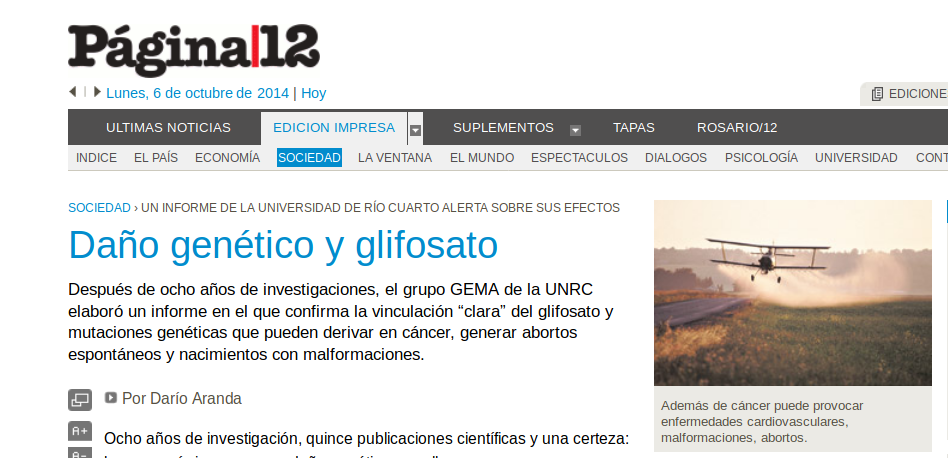 Página|12
Lunes, 6 de octubre de 2014 | Hoy
EDICIONE
ULTIMAS NOTICIAS EDICION IMPRESA SUPLEMENTOS TAPAS ROSARIO/12
INDICE EL PAÍS ECONOMÍA SOCIEDAD LA VENTANA EL MUNDO ESPECTACULOS DIALOGOS PSICOLOGÍA UNIVERSIDAD CONT
SOCIEDAD › UN INFORME DE LA UNIVERSIDAD DE RÍO CUARTO ALERTA SOBRE SUS EFECTOS
Daño genético y glifosato
Después de ocho años de investigaciones, el grupo GEMA de la UNRC
elaboró un informe en el que confirma la vinculación “clara” del glifosato y
mutaciones genéticas que pueden derivar en cáncer, generar abortos
espontáneos y nacimientos con malformaciones.
Por Darío Aranda
A+
A-
Ocho años de investigación, quince publicaciones científicas y una certeza:
Además de cáncer puede provocar
enfermedades cardiovasculares,
malformaciones, abortos.